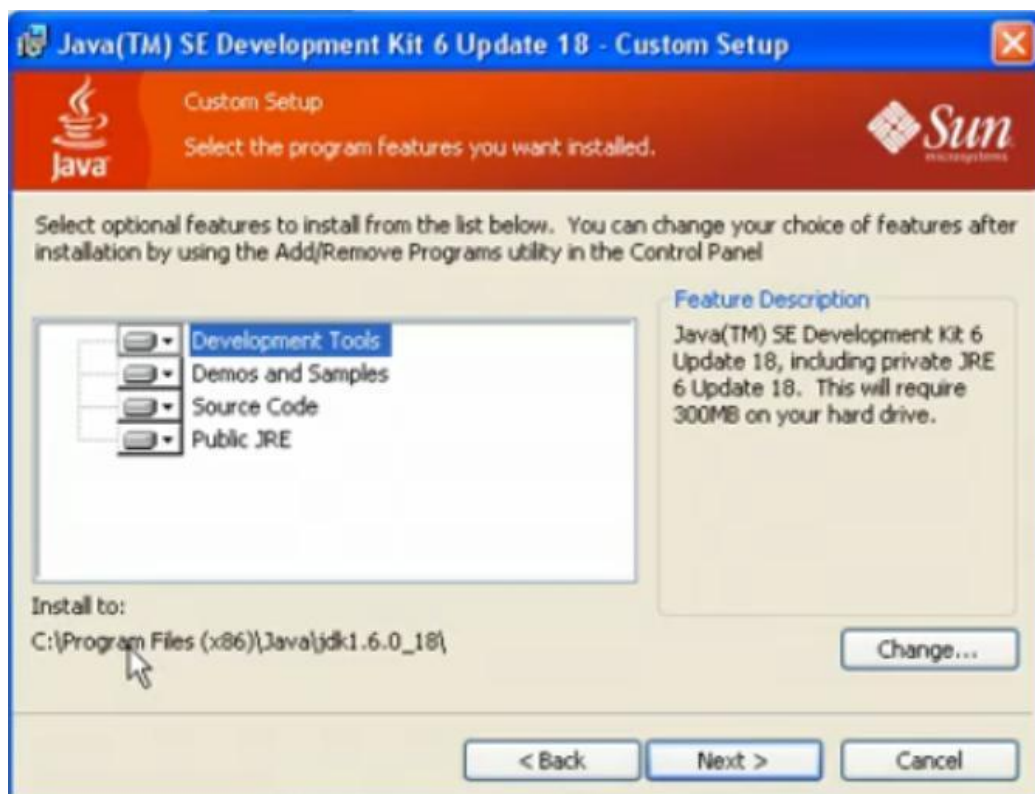 Java(TM) SE Development Kit 6 Update 18 - Custom Setup
Custom Setup
Select the program features you want installed.
Java
Sun
microsystems
Select optional features to install from the list below. You can change your choice of features after
installation by using the Add/Remove Programs utility in the Control Panel
Development Tools
Demos and Samples
Source Code
Public JRE
Feature Description
Java(TM) SE Development Kit 6
Update 18, including private JRE
6 Update 18. This will require
300MB on your hard drive.
Install to:
C:\Program Files (x86)\Java\jdk1.6.0_18\
Change...
< Back
Next >
Cancel